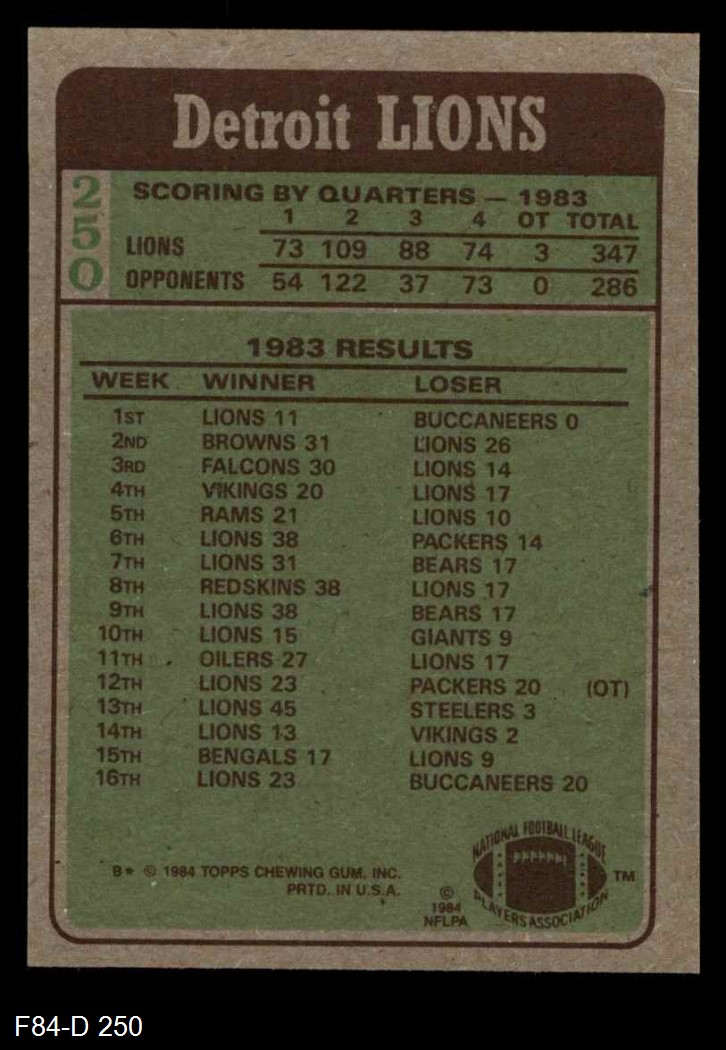 Detroit LIONS
250
SCORING BY QUARTERS — 1983
1 2 3 4 OT TOTAL
LIONS 73 109 88 74 3 347
OPPONENTS 54 122 37 73 0 286
1983 RESULTS
WEEK WINNER LOSER
1ST LIONS 11 BUCCANEERS 0
2ND BROWNS 31 LIONS 26
3RD FALCONS 30 LIONS 14
4TH VIKINGS 20 LIONS 17
5TH RAMS 21 LIONS 10
6TH LIONS 38 PACKERS 14
7TH LIONS 31 BEARS 17
8TH REDSKINS 38 LIONS 17
9TH LIONS 38 BEARS 17
10TH LIONS 15 GIANTS 9
11TH OILERS 27 LIONS 17
12TH LIONS 23 PACKERS 20 (OT)
13TH LIONS 45 STEELERS 3
14TH LIONS 13 VIKINGS 2
15TH BENGALS 17 LIONS 9
16TH LIONS 23 BUCCANEERS 20
B* © 1984 TOPPS CHEWING GUM, INC.
PRTD. IN U.S.A.
©
1984
NFLPA
NATIONAL FOOTBALL LEAGUE
PLAYERS ASSOCIATION
TM
F84-D 250